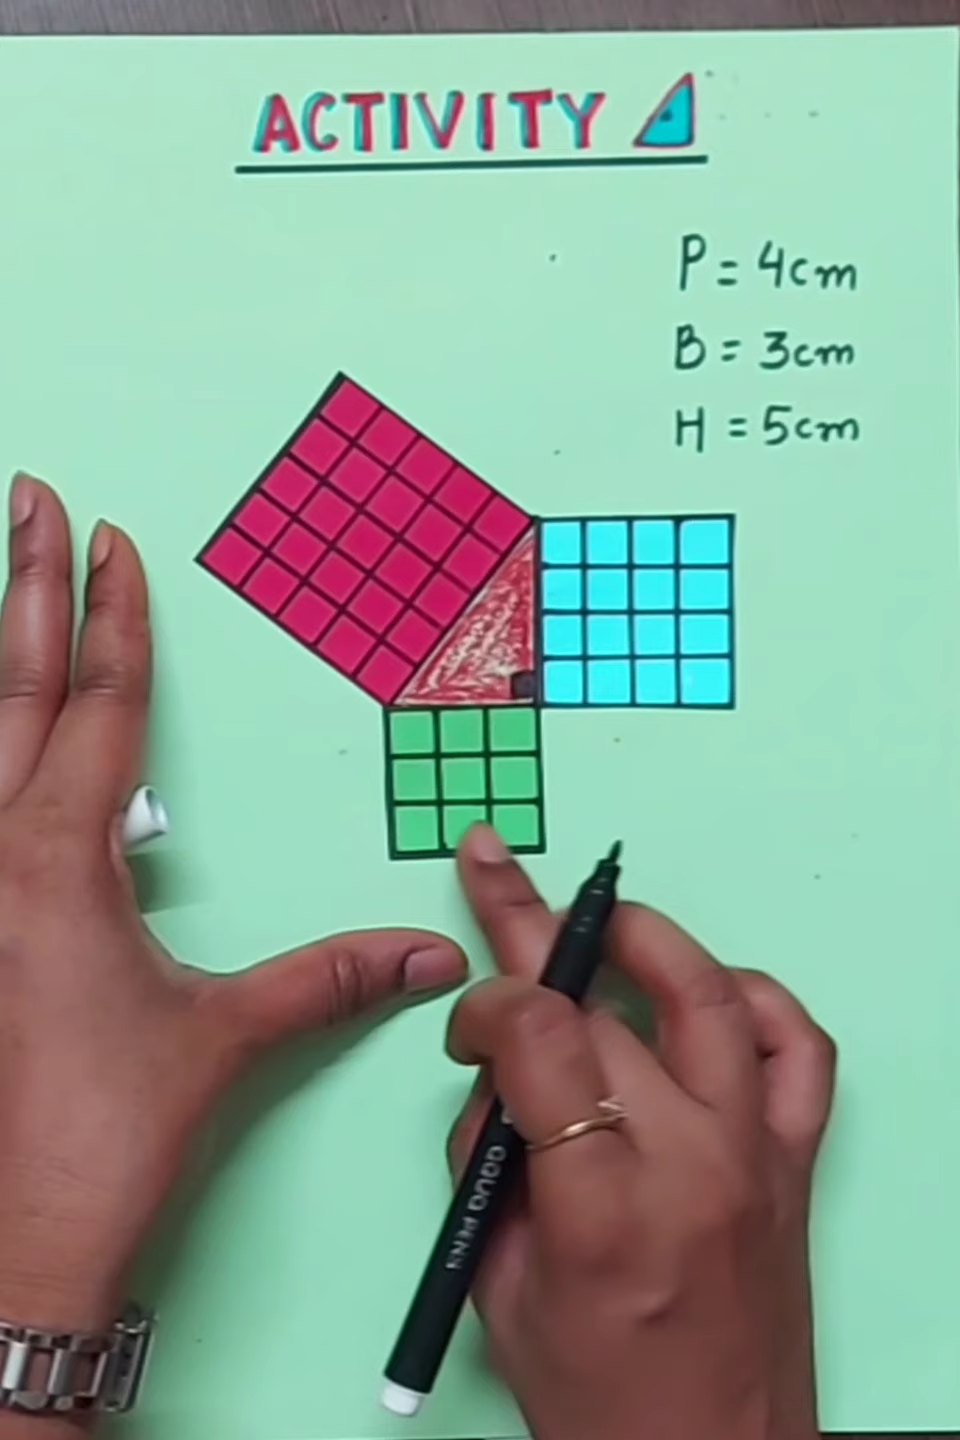 ACTIVITY
P = 4cm
B = 3cm
H = 5cm